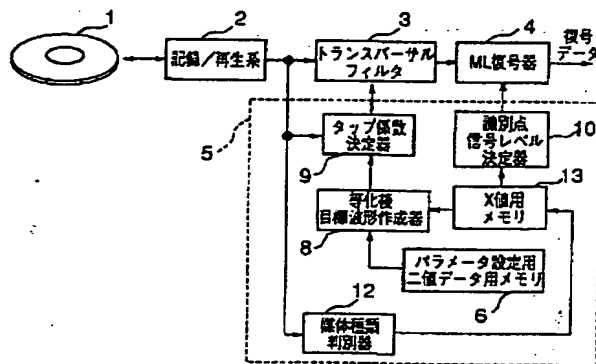 1
2
3
4
記録/再生系
トランスバーサル
フィルタ
ML復号器
復号
データ
5
タップ係数
決定器
9
識別点
信号レベル
決定器
10
等化後
目標波形作成器
8
X値用
メモリ
13
パラメータ設定用
二値データ用メモリ
6
12
媒体種類
判別器